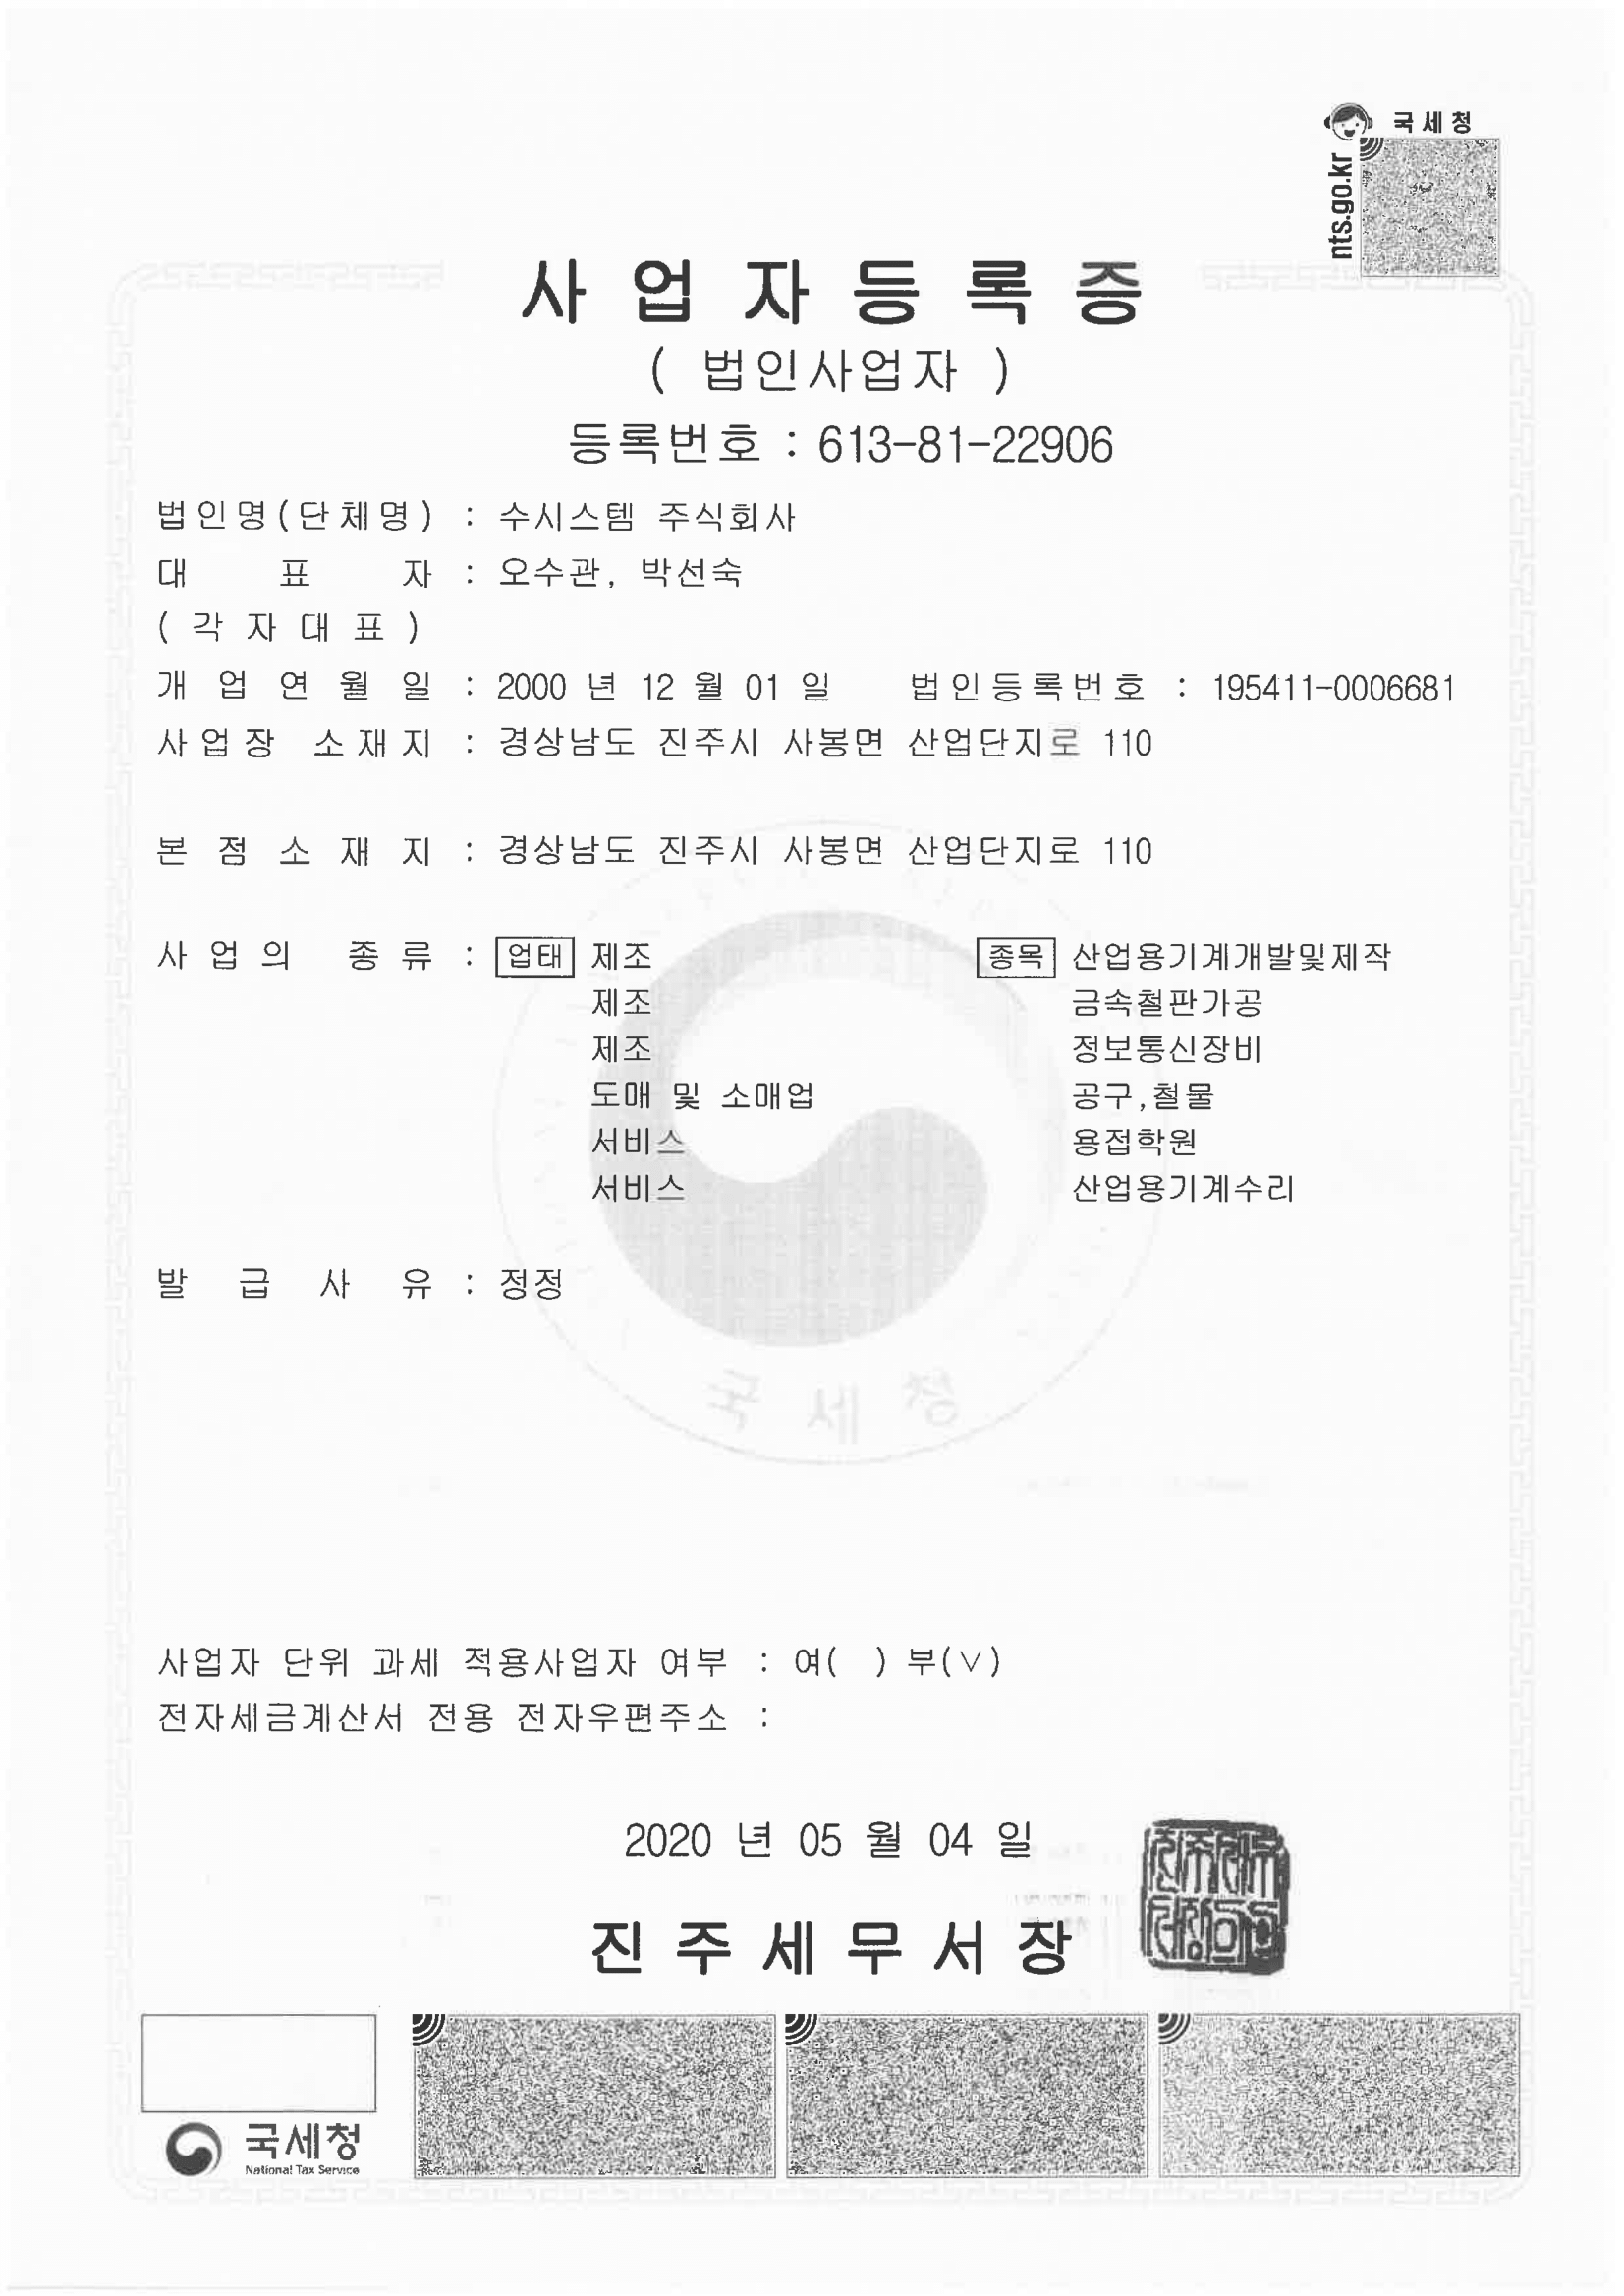 국세청
nts.go.kr
사업자등록증
( 법인사업자 )
등록번호 : 613-81-22906
법인명(단체명) : 수시스템 주식회사
대 표 자 : 오수관, 박선숙
( 각 자 대 표 )
개 업 연 월 일 : 2000 년 12 월 01 일 법인등록번호 : 195411-0006681
사업장 소재지 : 경상남도 진주시 사봉면 산업단지로 110
본 점 소 재 지 : 경상남도 진주시 사봉면 산업단지로 110
사 업 의 종 류 : 업태 제조 종목 산업용기계개발및제작
제조 금속철판가공
제조 정보통신장비
도매 및 소매업 공구,철물
서비스 용접학원
서비스 산업용기계수리
발 급 사 유 : 정정
국세청
사업자 단위 과세 적용사업자 여부 : 여( ) 부(∨)
전자세금계산서 전용 전자우편주소 :
2020 년 05 월 04 일
진주세무서장
국세청
National Tax Service